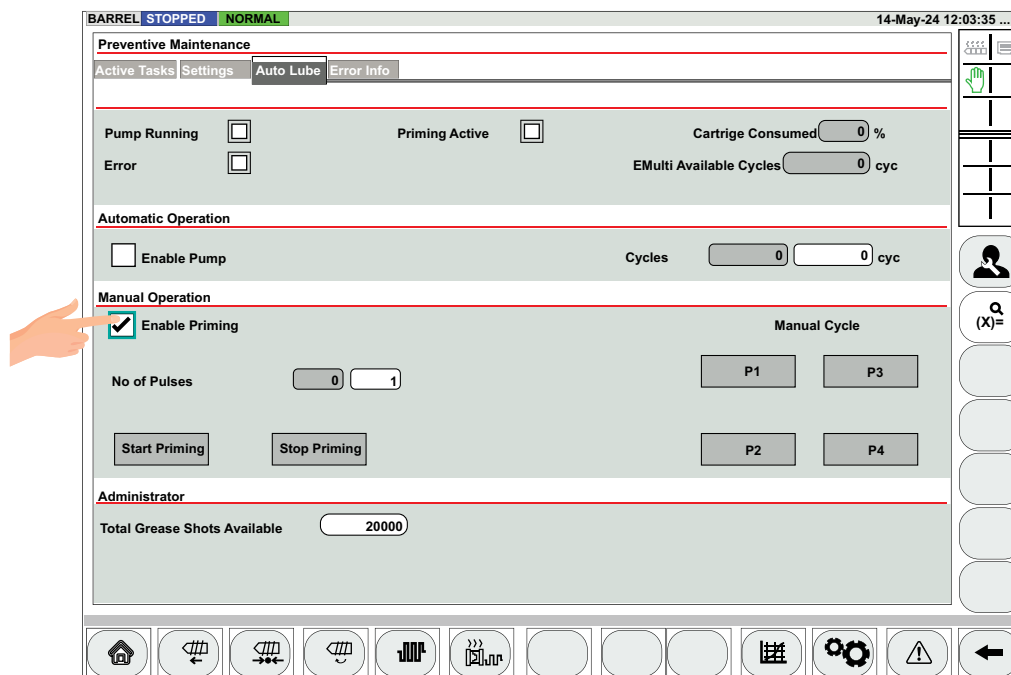 BARREL STOPPED NORMAL 14-May-24 12:03:35 ...
Preventive Maintenance
Active Tasks Settings Auto Lube Error Info
Pump Running Priming Active Cartrige Consumed 0 %
Error EMulti Available Cycles 0 cyc
Automatic Operation
Enable Pump Cycles 0 0 cyc
Manual Operation
Enable Priming Manual Cycle
(X)=
No of Pulses 0 1 P1 P3
Start Priming Stop Priming P2 P4
Administrator
Total Grease Shots Available 20000